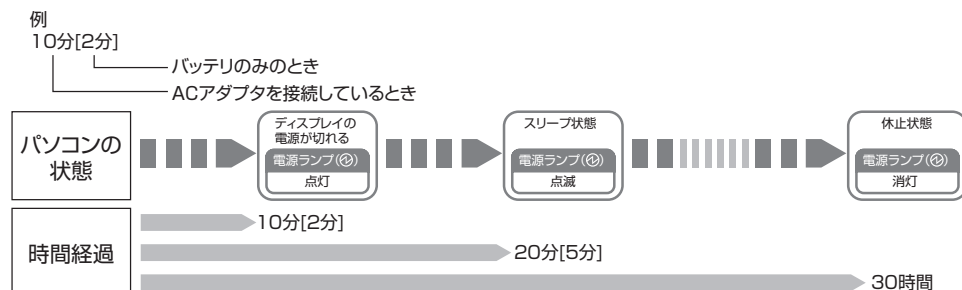 例
10分[2分]
バッテリのみのとき
ACアダプタを接続しているとき
パソコンの
状態
ディスプレイの
電源が切れる
電源ランプ()
点灯
スリープ状態
電源ランプ()
点滅
休止状態
電源ランプ()
消灯
時間経過
10分[2分]
20分[5分]
30時間